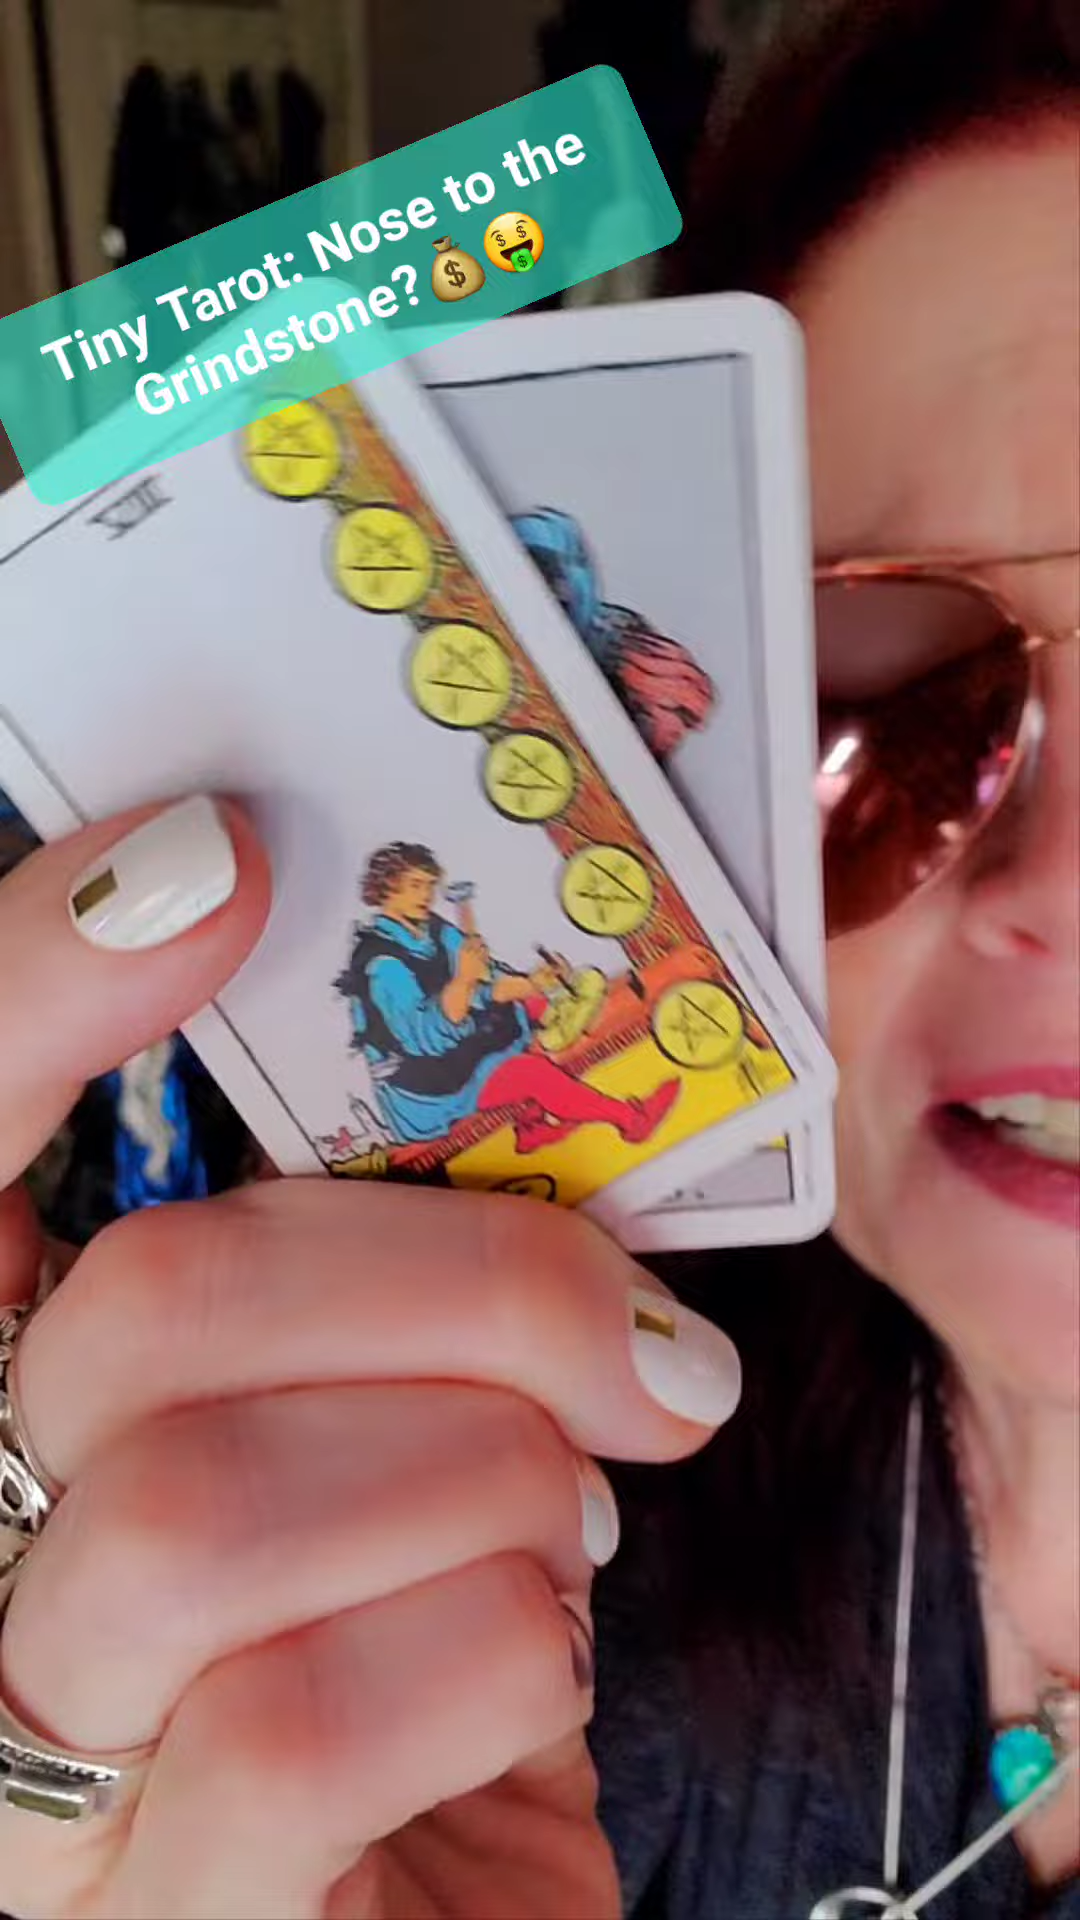 Tiny Tarot: Nose to the
Grindstone?💰🤑
VIII